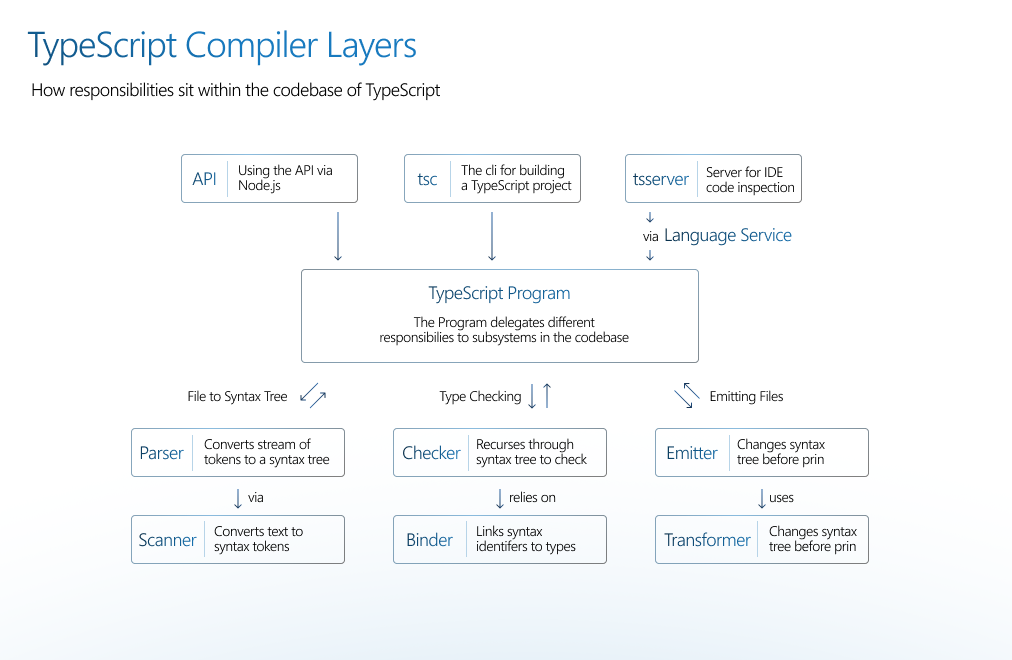 TypeScript Compiler Layers
How responsibilities sit within the codebase of TypeScript
API
Using the API via
Node.js
tsc
The cli for building
a TypeScript project
tsserver
Server for IDE
code inspection
via Language Service
TypeScript Program
The Program delegates different
responsibilies to subsystems in the codebase
File to Syntax Tree
Type Checking
Emitting Files
Parser
Converts stream of
tokens to a syntax tree
Checker
Recurses through
syntax tree to check
Emitter
Changes syntax
tree before prin
via
relies on
uses
Scanner
Converts text to
syntax tokens
Binder
Links syntax
identifers to types
Transformer
Changes syntax
tree before prin